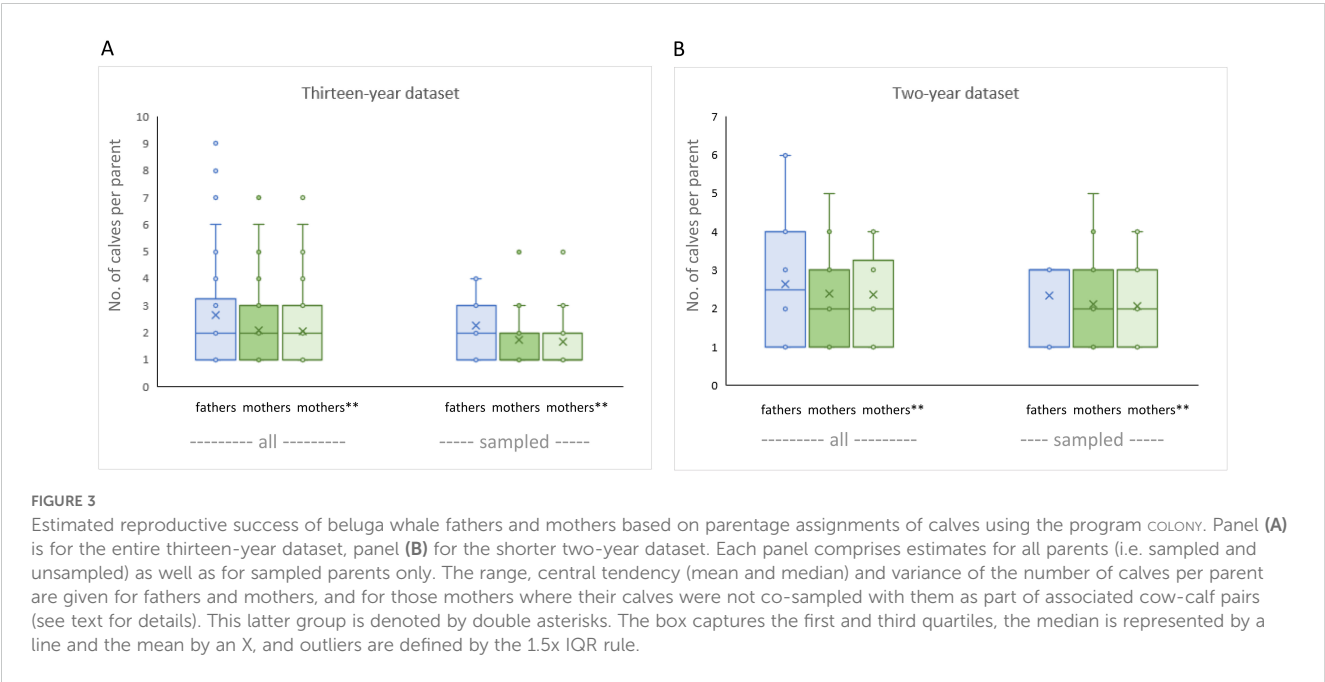 A
Thirteen-year dataset
No. of calves per parent
10
9
8
7
6
5
4
3
2
1
0
fathers mothers mothers** fathers mothers mothers**
--------- all --------- ----- sampled -----
B
Two-year dataset
No. of calves per parent
7
6
5
4
3
2
1
0
fathers mothers mothers** fathers mothers mothers**
--------- all --------- ---- sampled -----
FIGURE 3
Estimated reproductive success of beluga whale fathers and mothers based on parentage assignments of calves using the program COLONY. Panel (A)
is for the entire thirteen-year dataset, panel (B) for the shorter two-year dataset. Each panel comprises estimates for all parents (i.e. sampled and
unsampled) as well as for sampled parents only. The range, central tendency (mean and median) and variance of the number of calves per parent
are given for fathers and mothers, and for those mothers where their calves were not co-sampled with them as part of associated cow-calf pairs
(see text for details). This latter group is denoted by double asterisks. The box captures the first and third quartiles, the median is represented by a
line and the mean by an X, and outliers are defined by the 1.5x IQR rule.